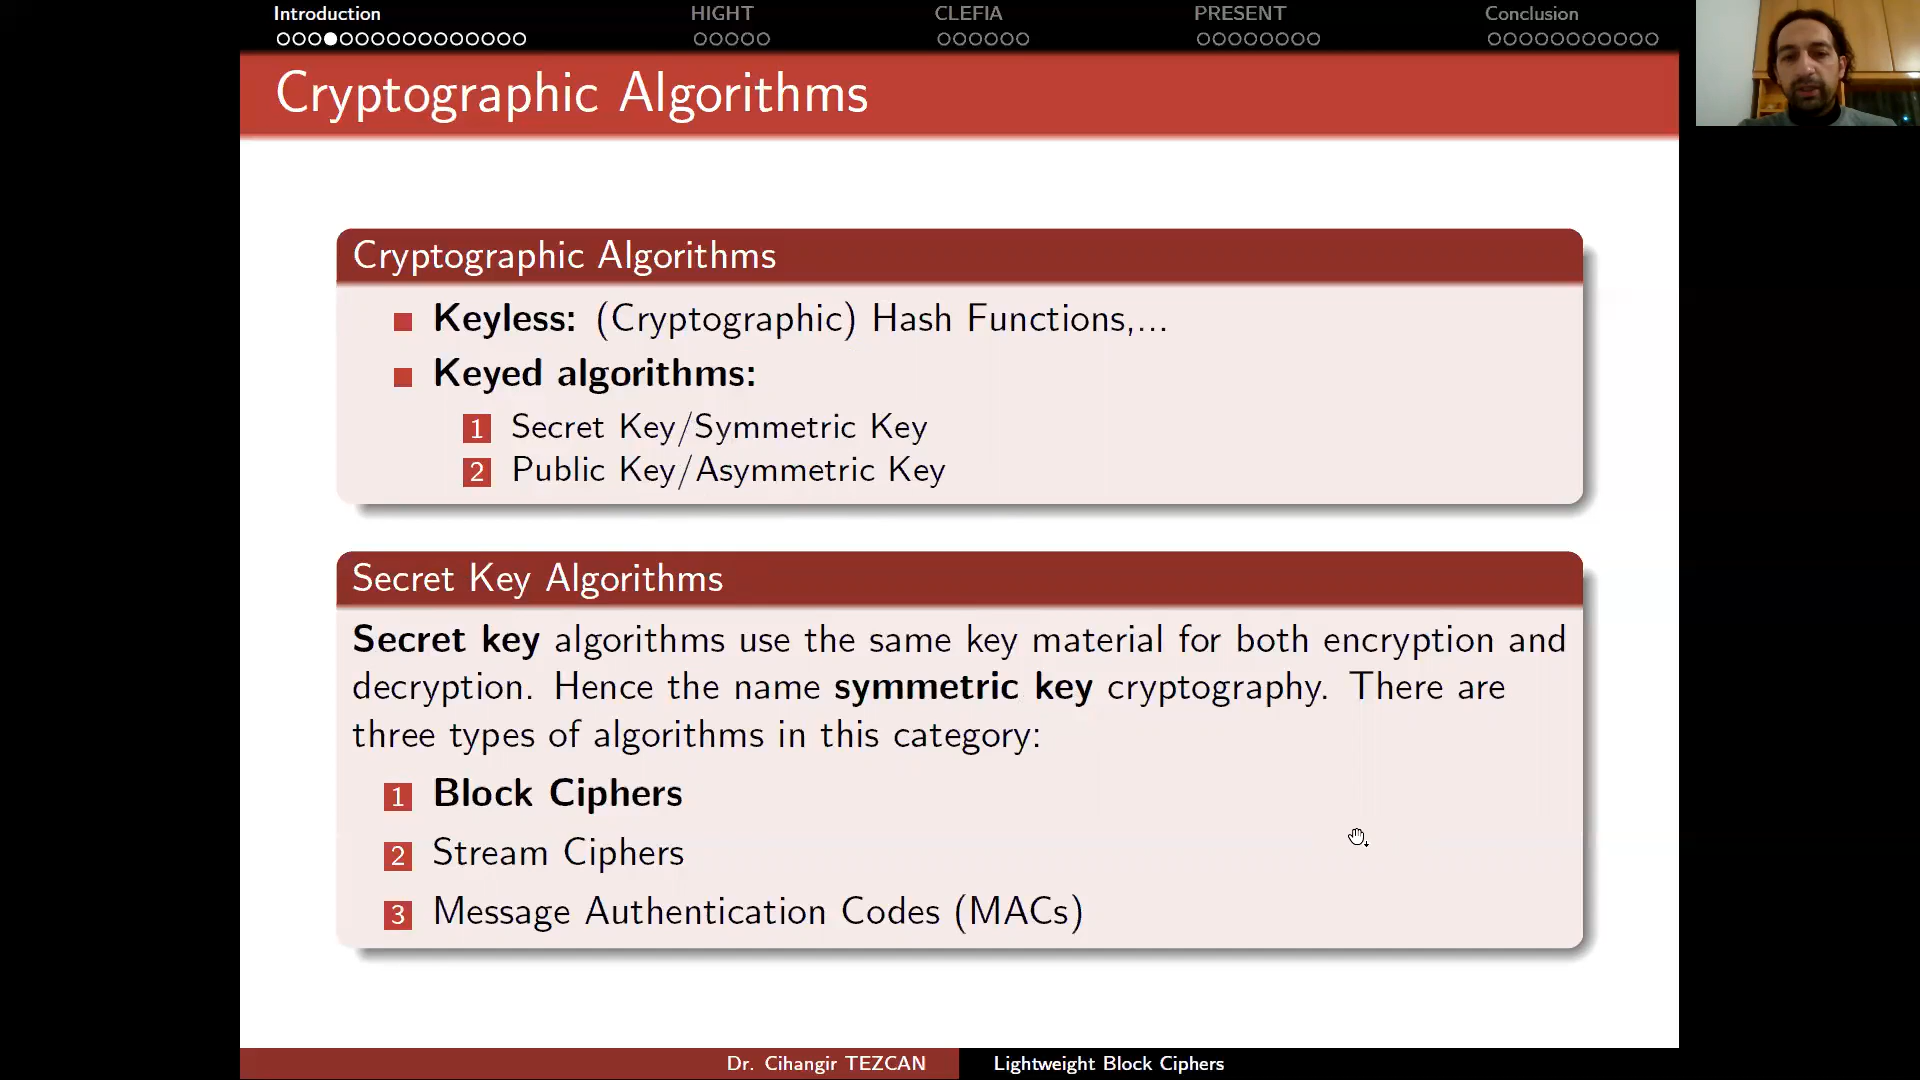 Introduction
HIGHT
CLEFIA
PRESENT
Conclusion
Cryptographic Algorithms
Cryptographic Algorithms
Keyless: (Cryptographic) Hash Functions,...
Keyed algorithms:
1 Secret Key/Symmetric Key
2 Public Key/Asymmetric Key
Secret Key Algorithms
Secret key algorithms use the same key material for both encryption and
decryption. Hence the name symmetric key cryptography. There are
three types of algorithms in this category:
1 Block Ciphers
2 Stream Ciphers
3 Message Authentication Codes (MACs)
Dr. Cihangir TEZCAN
Lightweight Block Ciphers